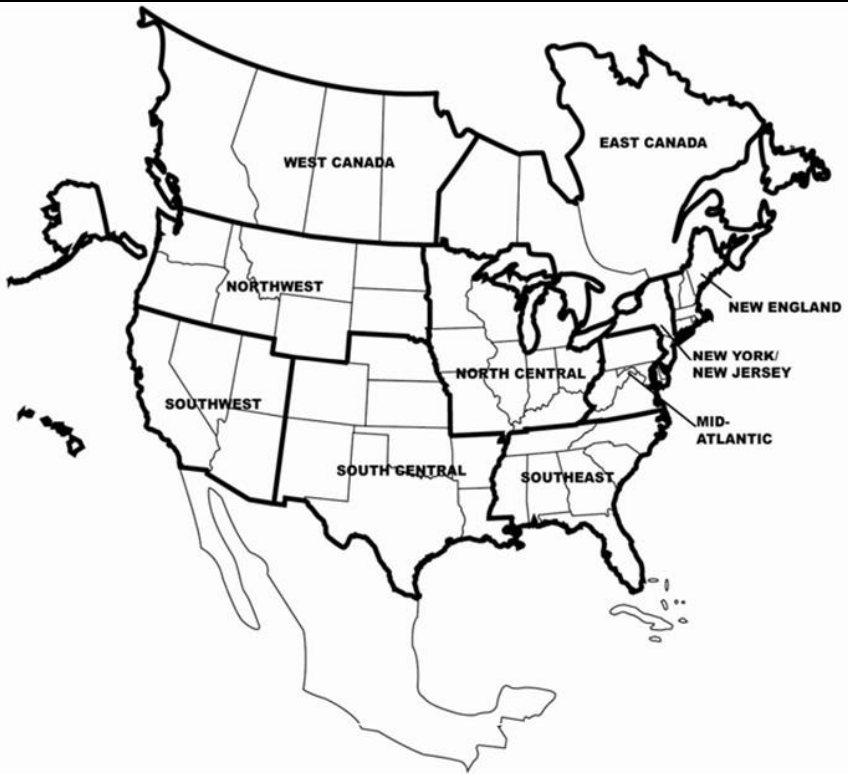 EAST CANADA
WEST CANADA
NORTHWEST
NEW ENGLAND
NEW YORK/
NEW JERSEY
NORTH CENTRAL
SOUTHWEST
MID-
ATLANTIC
SOUTH CENTRAL
SOUTHEAST